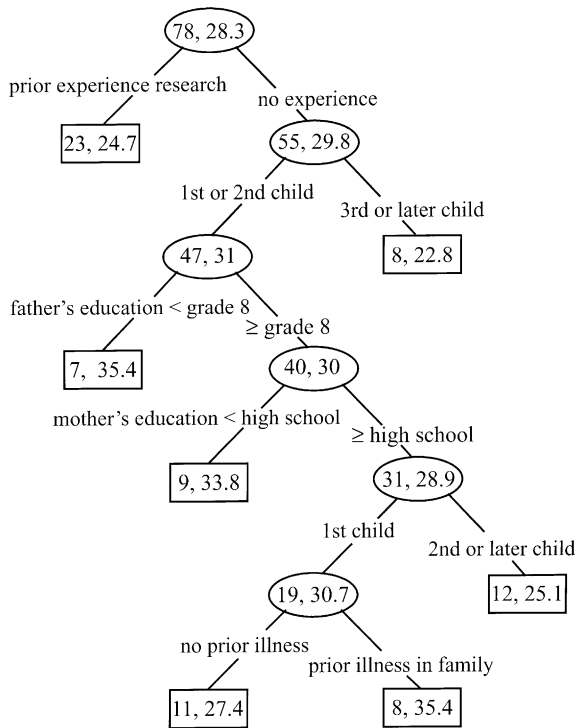 78, 28.3
prior experience research
no experience
23, 24.7
55, 29.8
1st or 2nd child
3rd or later child
47, 31
8, 22.8
father's education < grade 8
≥ grade 8
7, 35.4
40, 30
mother's education < high school
≥ high school
9, 33.8
31, 28.9
1st child
2nd or later child
19, 30.7
12, 25.1
no prior illness
prior illness in family
11, 27.4
8, 35.4